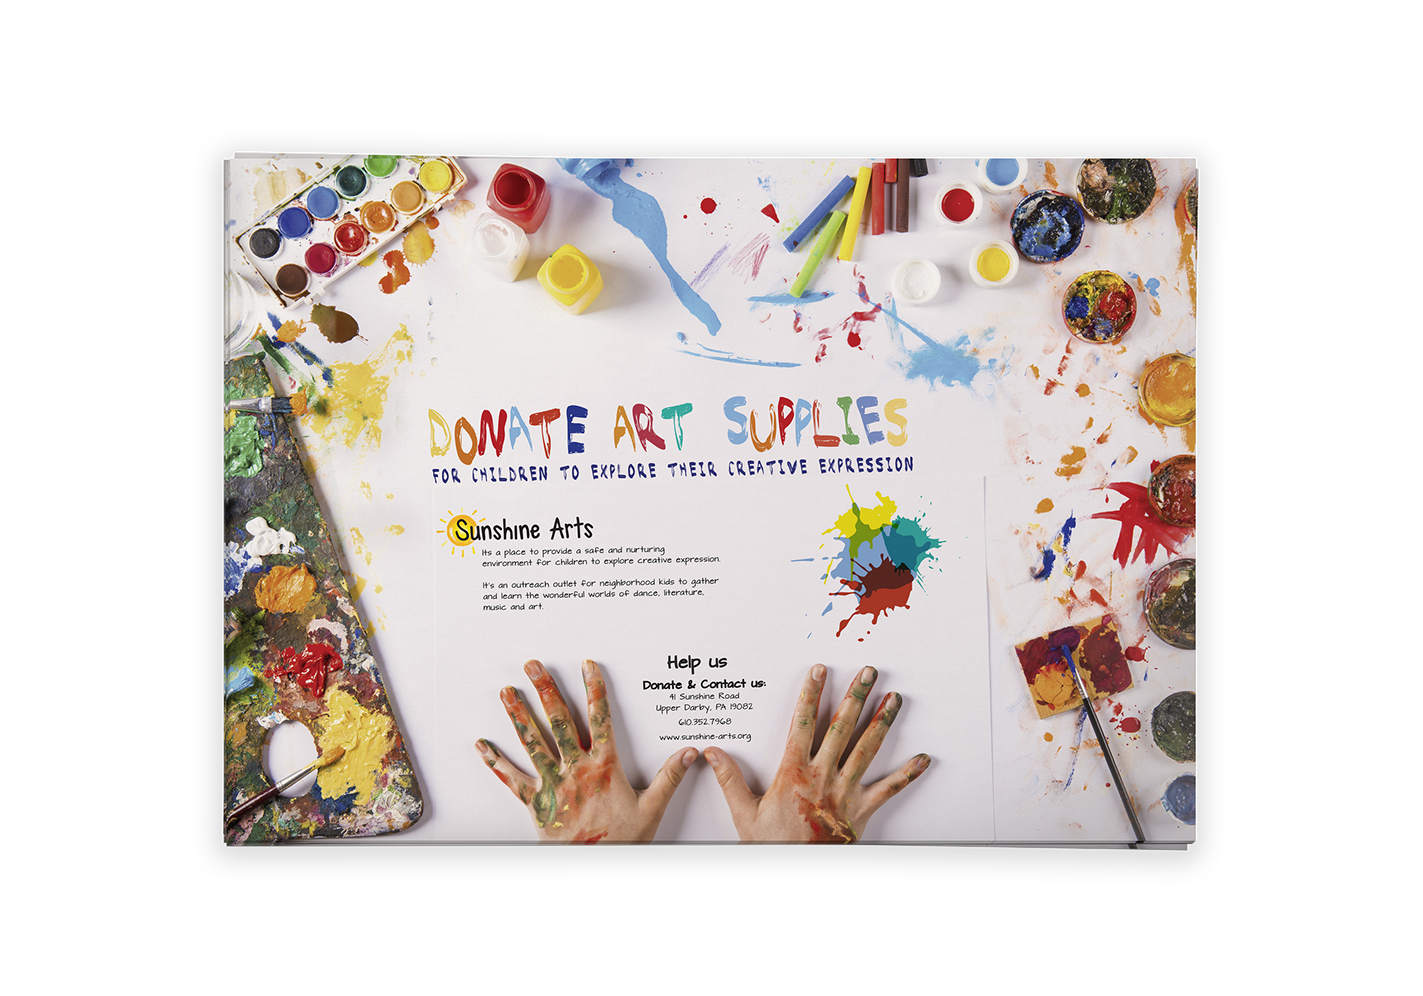 DONATE ART SUPPLIES
FOR CHILDREN TO EXPLORE THEIR CREATIVE EXPRESSION
Sunshine Arts
Its a place to provide a safe and nurturing
environment for children to explore creative expression.
It's an outreach outlet for neighborhood kids to gather
and learn the wonderful worlds of dance, literature,
music and art.
Help us
Donate & Contact us:
41 Sunshine Road
Upper Darby, PA 19082
610.352.7968
www.sunshine-arts.org